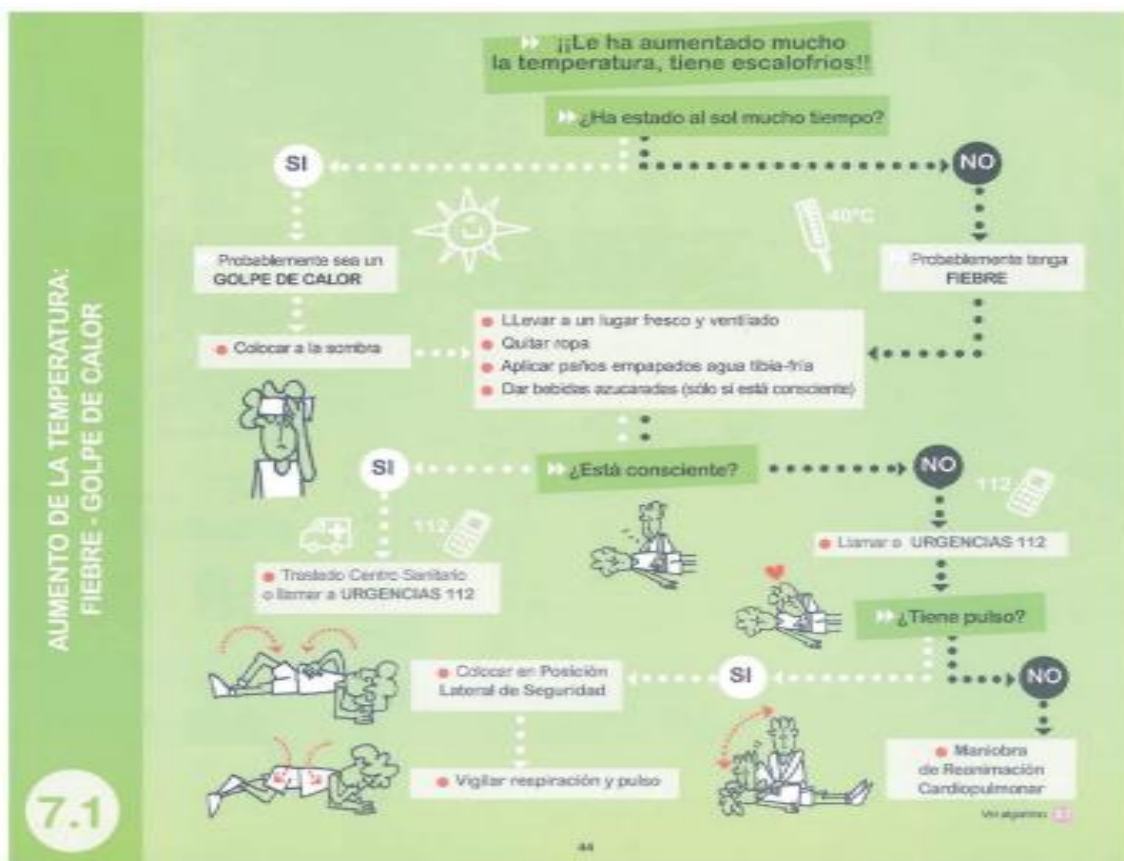 ¡¡Le ha aumentado mucho
la temperatura, tiene escalofríos!!
¿Ha estado al sol mucho tiempo?
SI
NO
40ºC
Probablemente sea un
GOLPE DE CALOR
Probablemente tenga
FIEBRE
Colocar a la sombra
LLevar a un lugar fresco y ventilado
Quitar ropa
Aplicar paños empapados agua tibia-fría
Dar bebidas azucaradas (sólo si está consciente)
¿Está consciente?
SI
NO
112
112
Traslado Centro Sanitario
o llamar a URGENCIAS 112
Llamar a URGENCIAS 112
¿Tiene pulso?
SI
NO
Colocar en Posición
Lateral de Seguridad
Vigilar respiración y pulso
Maniobra
de Reanimación
Cardiopulmonar
Ver algoritmo
AUMENTO DE LA TEMPERATURA:
FIEBRE - GOLPE DE CALOR
7.1
44